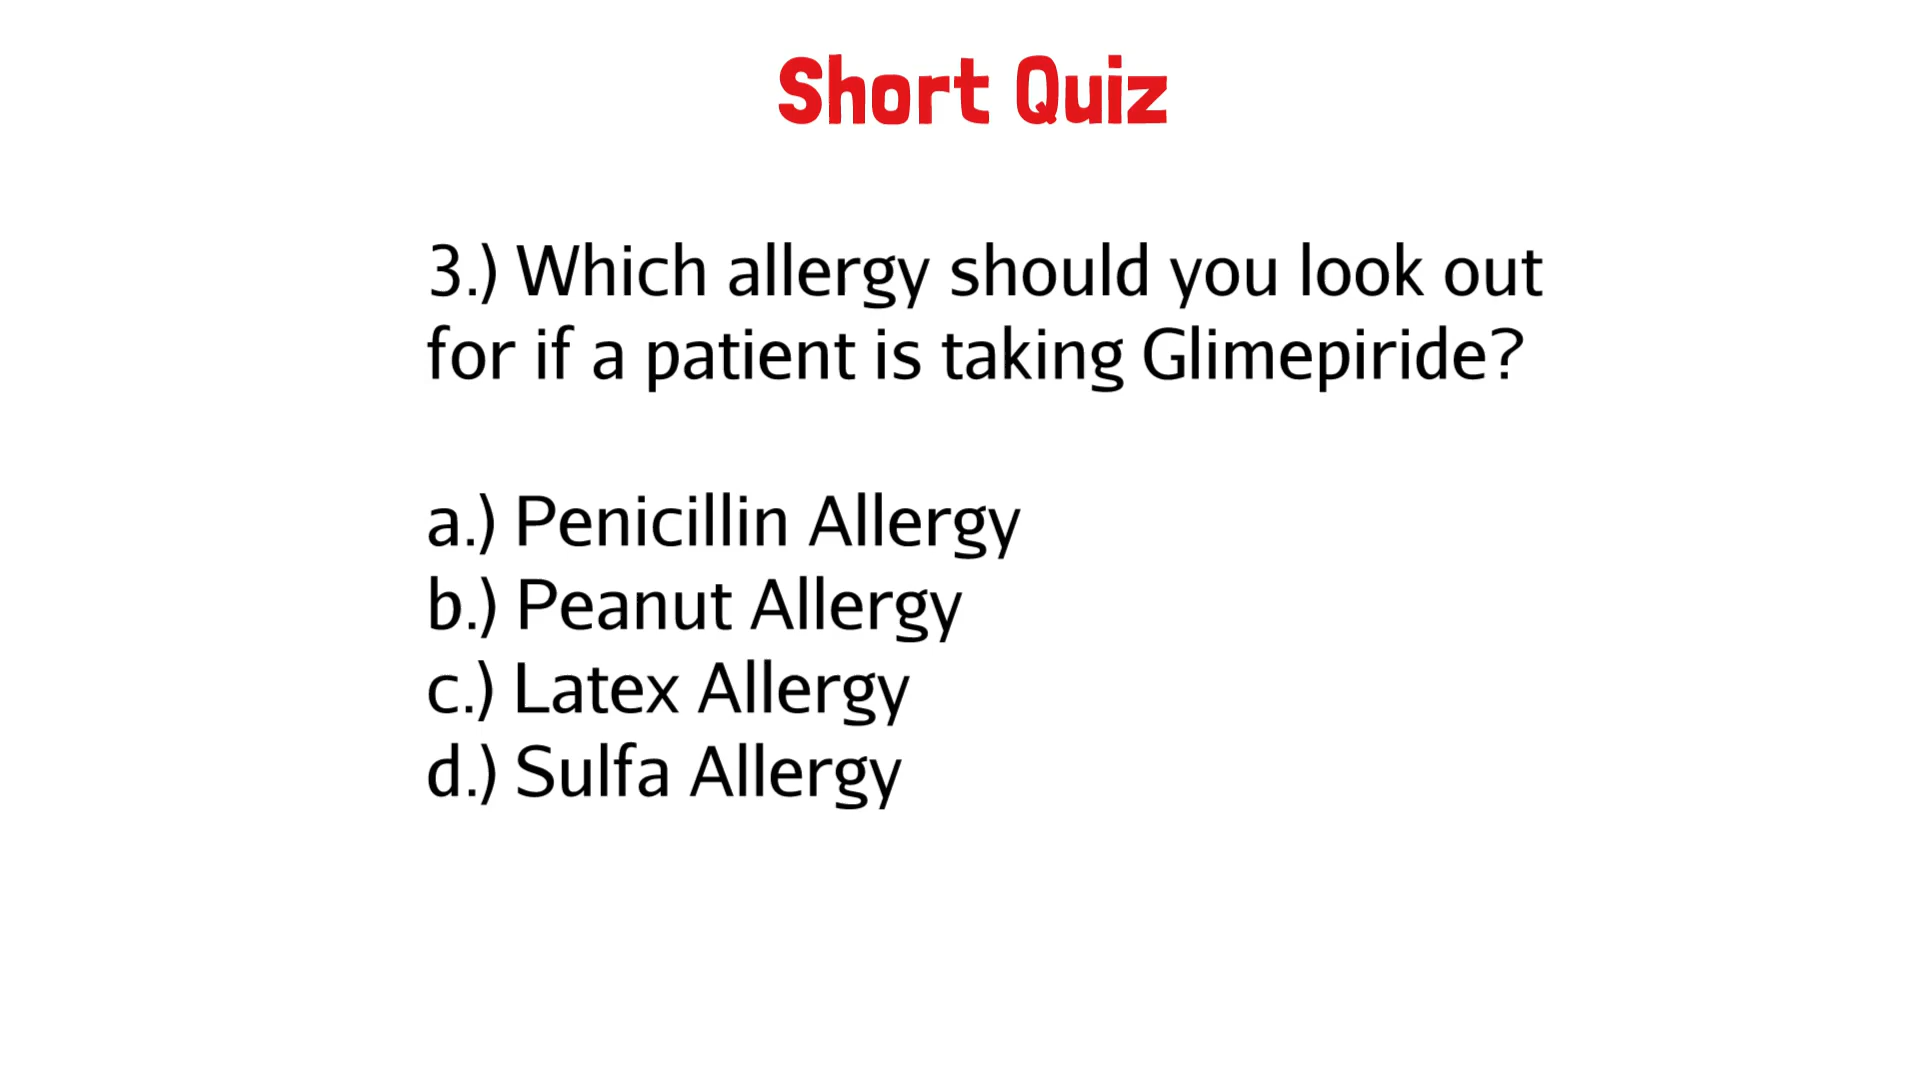 Short Quiz
3.) Which allergy should you look out
for if a patient is taking Glimepiride?
a.) Penicillin Allergy
b.) Peanut Allergy
c.) Latex Allergy
d.) Sulfa Allergy